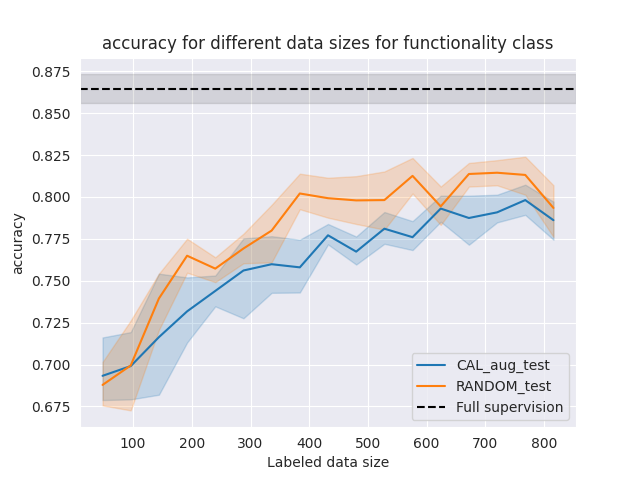 accuracy for different data sizes for functionality class
0.875
0.850
0.825
0.800
0.775
0.750
0.725
0.700
0.675
accuracy
100 200 300 400 500 600 700 800
Labeled data size
CAL_aug_test
RANDOM_test
Full supervision